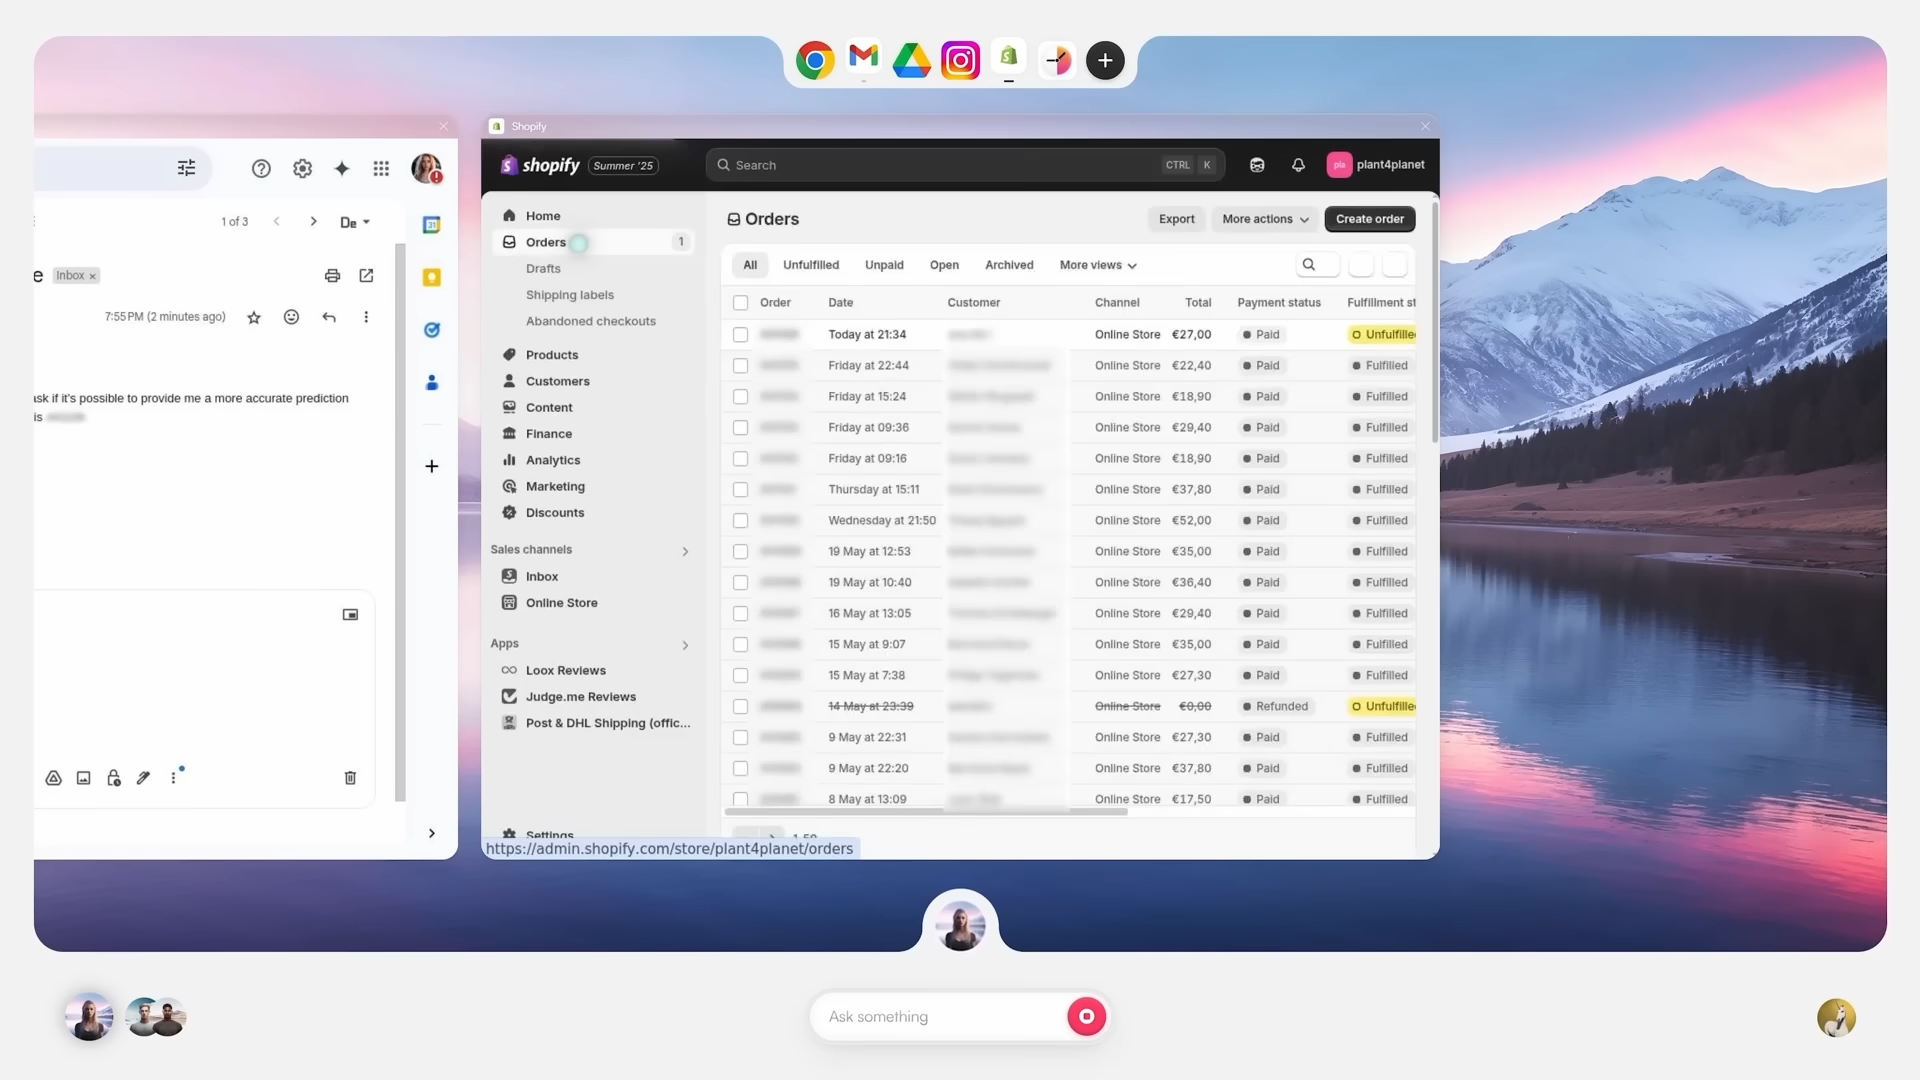 Shopify
shopify Summer '25
Search CTRL K
pla plant4planet
1 of 3 De
e Inbox ×
7:55 PM (2 minutes ago)
ask if it's possible to provide me a more accurate prediction
is
31
Home
Orders 1
Drafts
Shipping labels
Abandoned checkouts
Products
Customers
Content
Finance
Analytics
Marketing
Discounts
Sales channels
Inbox
Online Store
Apps
Loox Reviews
Judge.me Reviews
Post & DHL Shipping (offic...
Settings
https://admin.shopify.com/store/plant4planet/orders
Orders Export More actions Create order
All Unfulfilled Unpaid Open Archived More views
Order Date Customer Channel Total Payment status Fulfillment st
Today at 21:34 Online Store €27,00 Paid Unfulfille
Friday at 22:44 Online Store €22,40 Paid Fulfilled
Friday at 15:24 Online Store €18,90 Paid Fulfilled
Friday at 09:36 Online Store €29,40 Paid Fulfilled
Friday at 09:16 Online Store €18,90 Paid Fulfilled
Thursday at 15:11 Online Store €37,80 Paid Fulfilled
Wednesday at 21:50 Online Store €52,00 Paid Fulfilled
19 May at 12:53 Online Store €35,00 Paid Fulfilled
19 May at 10:40 Online Store €36,40 Paid Fulfilled
16 May at 13:05 Online Store €29,40 Paid Fulfilled
15 May at 9:07 Online Store €35,00 Paid Fulfilled
15 May at 7:38 Online Store €27,30 Paid Fulfilled
14 May at 23:39 Online Store €0,00 Refunded Unfulfille
9 May at 22:31 Online Store €27,30 Paid Fulfilled
9 May at 22:20 Online Store €37,80 Paid Fulfilled
8 May at 13:09 Online Store €17,50 Paid Fulfilled
1-50
Ask something